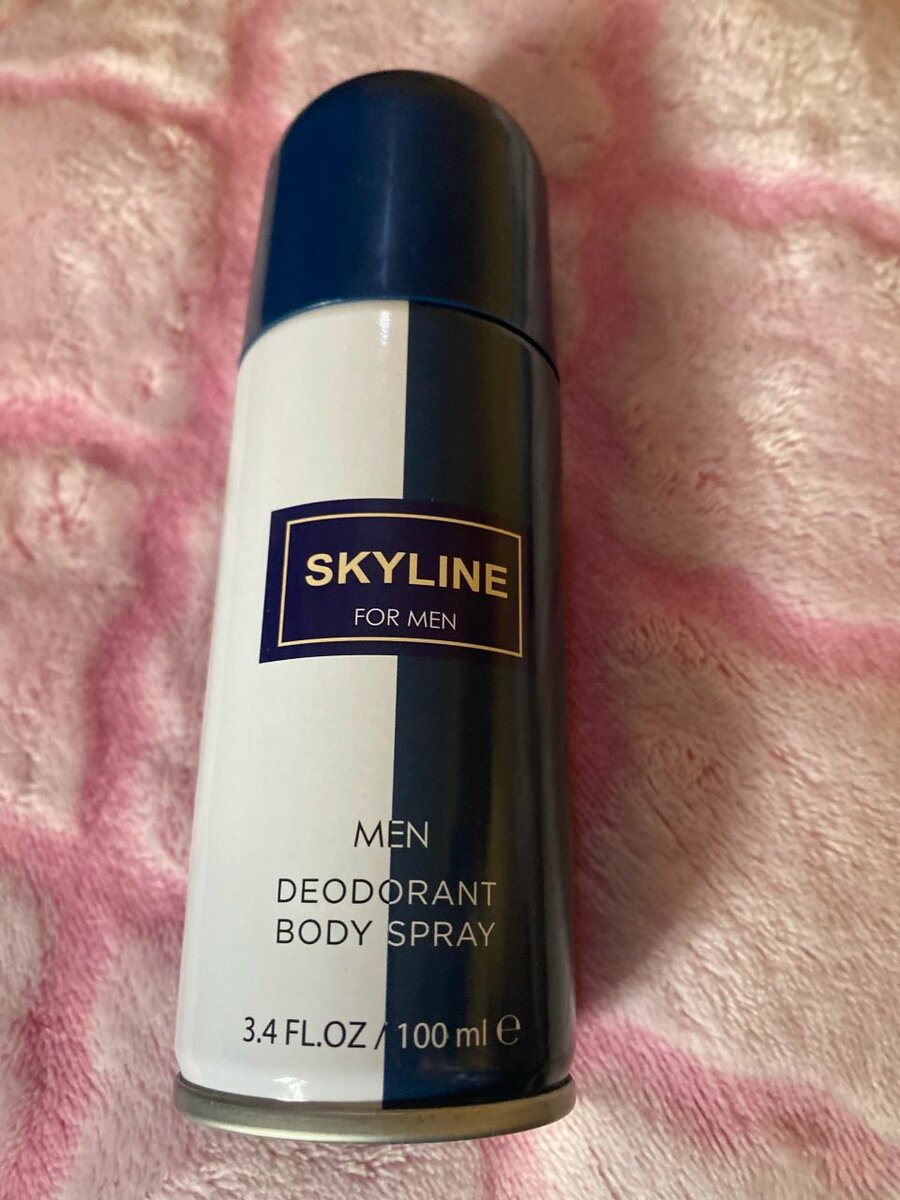 SKYLINE
FOR MEN
MEN
DEODORANT
BODY SPRAY
3.4 FL.OZ / 100 ml ℮